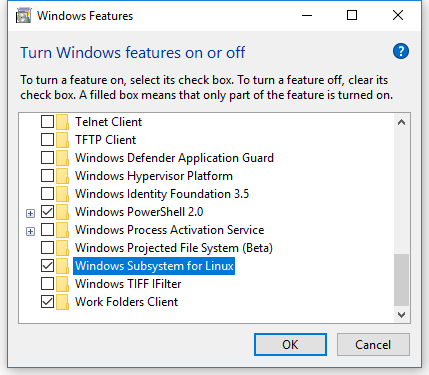 Windows Features
Turn Windows features on or off
To turn a feature on, select its check box. To turn a feature off, clear its
check box. A filled box means that only part of the feature is turned on.
Telnet Client
TFTP Client
Windows Defender Application Guard
Windows Hypervisor Platform
Windows Identity Foundation 3.5
Windows PowerShell 2.0
Windows Process Activation Service
Windows Projected File System (Beta)
Windows Subsystem for Linux
Windows TIFF IFilter
Work Folders Client
OK
Cancel